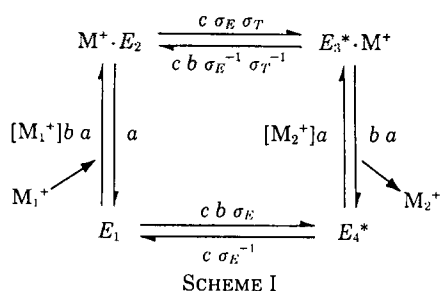 c σ_E σ_T
M⁺·E₂ E₃*·M⁺
c b σ_E⁻¹ σ_T⁻¹
[M₁⁺]b a a [M₂⁺]a b a
M₁⁺ M₂⁺
c b σ_E
E₁ E₄*
c σ_E⁻¹
SCHEME I